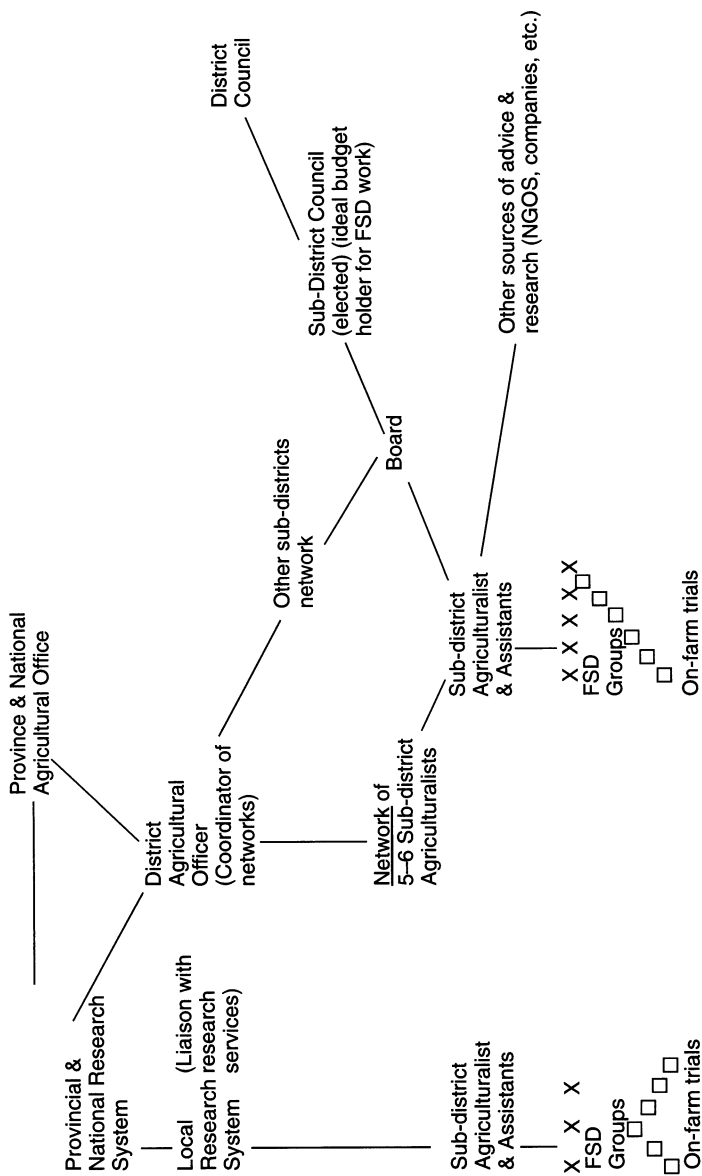 Province & National
Agricultural Office
Provincial &
National Research
System
District
Agricultural
Officer
(Coordinator of
networks)
Local
Research
System
(Liaison with
research
services)
District
Council
Other sub-districts
network
Sub-District Council
(elected) (ideal budget
holder for FSD work)
Network of
5–6 Sub-district
Agriculturalists
Board
Sub-district
Agriculturalist
& Assistants
X X X
FSD
Groups
On-farm trials
Sub-district
Agriculturalist
& Assistants
X X X X X
FSD
Groups
On-farm trials
Other sources of advice &
research (NGOS, companies, etc.)